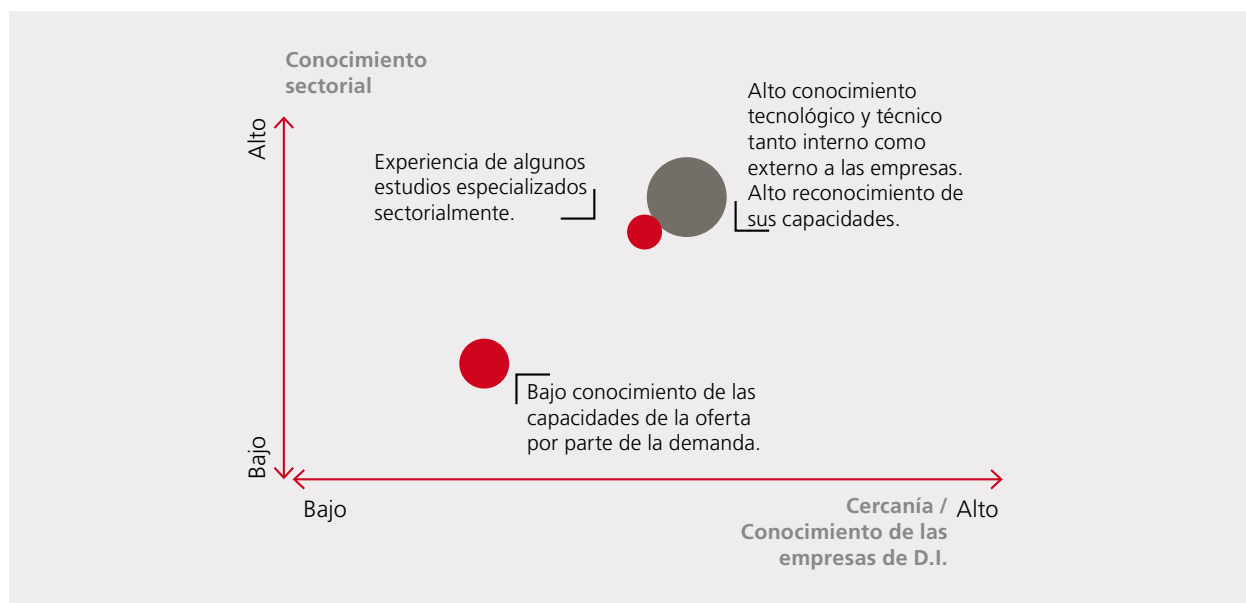 Conocimiento
sectorial
Alto
Bajo
Experiencia de algunos
estudios especializados
sectorialmente.
Alto conocimiento
tecnológico y técnico
tanto interno como
externo a las empresas.
Alto reconocimiento de
sus capacidades.
Bajo conocimiento de las
capacidades de la oferta
por parte de la demanda.
Bajo
Cercanía /
Conocimiento de las
empresas de D.I.
Alto